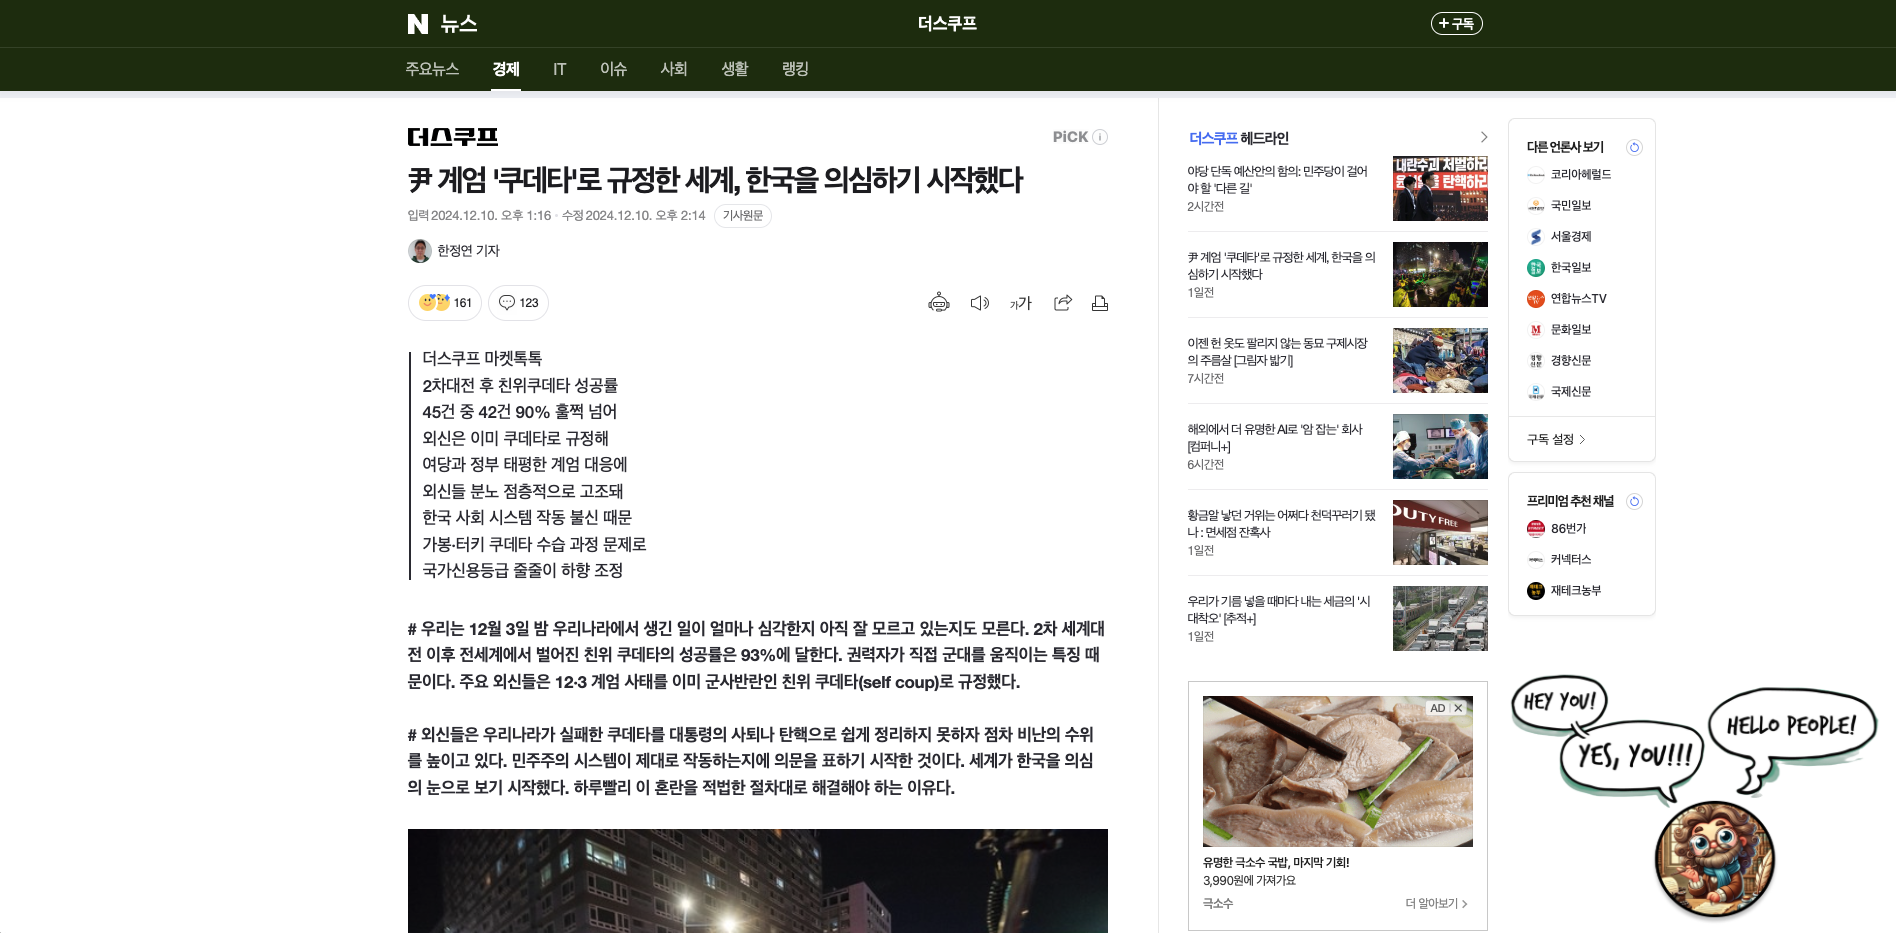 N 뉴스
더스쿠프
+ 구독
주요뉴스 경제 IT 이슈 사회 생활 랭킹
더스쿠프
PiCK
尹 계엄 '쿠데타'로 규정한 세계, 한국을 의심하기 시작했다
입력 2024.12.10. 오후 1:16 · 수정 2024.12.10. 오후 2:14 기사원문
한정연 기자
161 123
가가
더스쿠프 마켓톡톡
2차대전 후 친위쿠데타 성공률
45건 중 42건 90% 훌쩍 넘어
외신은 이미 쿠데타로 규정해
여당과 정부 태평한 계엄 대응에
외신들 분노 점층적으로 고조돼
한국 사회 시스템 작동 불신 때문
가봉·터키 쿠데타 수습 과정 문제로
국가신용등급 줄줄이 하향 조정
# 우리는 12월 3일 밤 우리나라에서 생긴 일이 얼마나 심각한지 아직 잘 모르고 있는지도 모른다. 2차 세계대
전 이후 전세계에서 벌어진 친위 쿠데타의 성공률은 93%에 달한다. 권력자가 직접 군대를 움직이는 특징 때
문이다. 주요 외신들은 12·3 계엄 사태를 이미 군사반란인 친위 쿠데타(self coup)로 규정했다.
# 외신들은 우리나라가 실패한 쿠데타를 대통령의 사퇴나 탄핵으로 쉽게 정리하지 못하자 점차 비난의 수위
를 높이고 있다. 민주주의 시스템이 제대로 작동하는지에 의문을 표하기 시작한 것이다. 세계가 한국을 의심
의 눈으로 보기 시작했다. 하루빨리 이 혼란을 적법한 절차대로 해결해야 하는 이유다.
더스쿠프 헤드라인
야당 단독 예산안의 함의: 민주당이 걸어
야 할 '다른 길'
2시간전
尹 계엄 '쿠데타'로 규정한 세계, 한국을 의
심하기 시작했다
1일전
이젠 헌 옷도 팔리지 않는 동묘 구제시장
의 주름살 [그림자 밟기]
7시간전
해외에서 더 유명한 AI로 '암 잡는' 회사
[컴퍼니+]
6시간전
황금알 낳던 거위는 어쩌다 천덕꾸러기 됐
나 : 면세점 잔혹사
1일전
DUTY FREE
우리가 기름 넣을 때마다 내는 세금의 '시
대착오' [추적+]
1일전
AD
유명한 극소수 국밥, 마지막 기회!
3,990원에 가져가요
극소수
더 알아보기
다른 언론사 보기
코리아헤럴드
국민일보
서울경제
한국일보
연합뉴스TV
문화일보
경향신문
국제신문
구독 설정
프리미엄 추천 채널
86번가
커넥터스
재테크농부
HEY YOU!
YES, YOU!!!
HELLO PEOPLE!